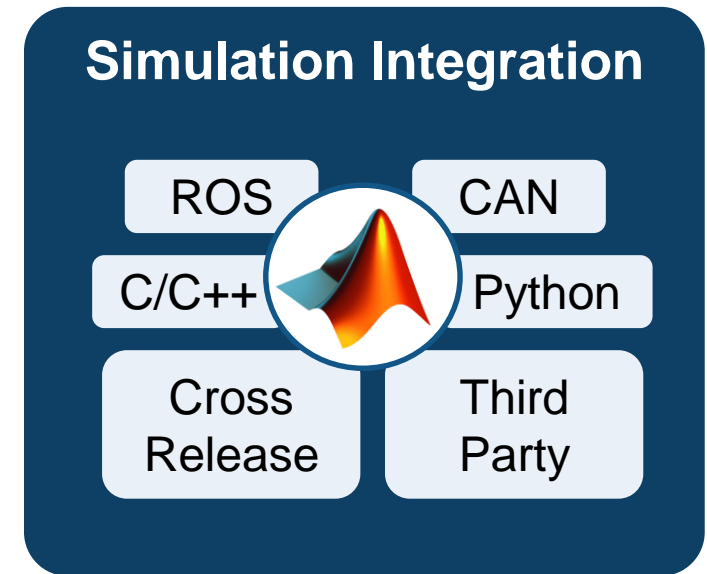 Simulation Integration
ROS
CAN
C/C++
Python
Cross
Release
Third
Party